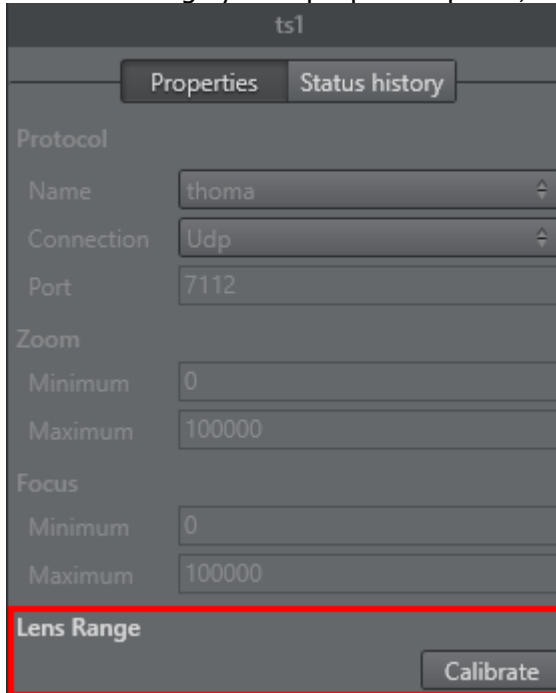 ts1
Properties Status history
Protocol
Name thoma
Connection Udp
Port 7112
Zoom
Minimum 0
Maximum 100000
Focus
Minimum 0
Maximum 100000
Lens Range
Calibrate